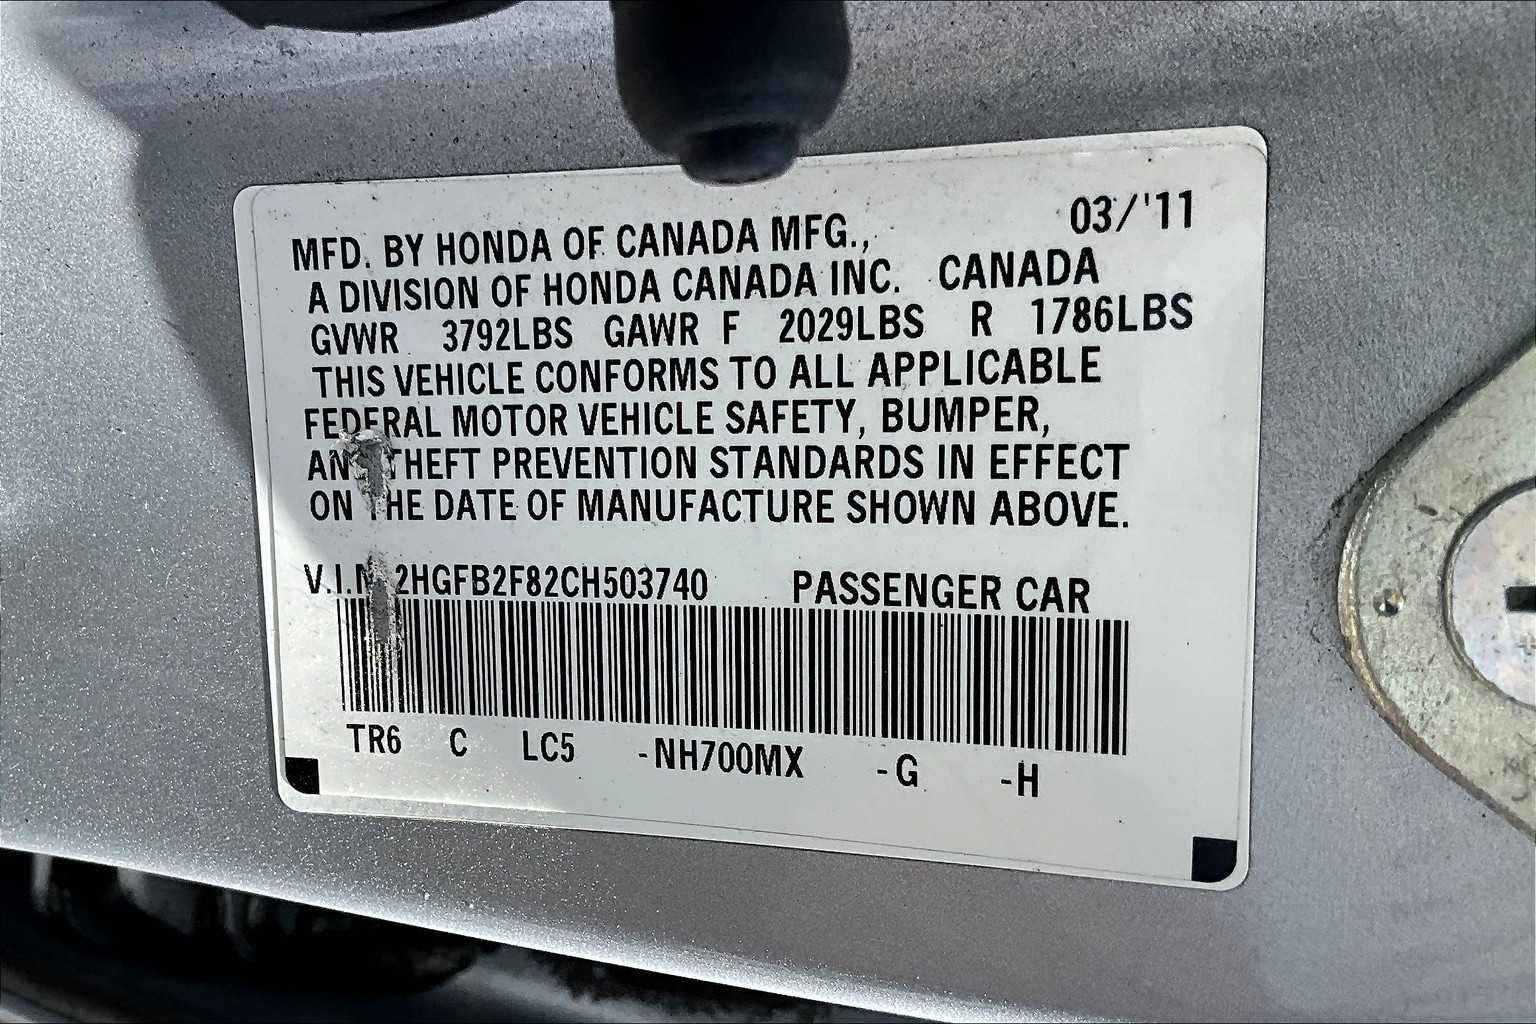 03/'11
MFD. BY HONDA OF CANADA MFG.,
A DIVISION OF HONDA CANADA INC. CANADA
GVWR 3792LBS GAWR F 2029LBS R 1786LBS
THIS VEHICLE CONFORMS TO ALL APPLICABLE
FEDERAL MOTOR VEHICLE SAFETY, BUMPER,
AND THEFT PREVENTION STANDARDS IN EFFECT
ON THE DATE OF MANUFACTURE SHOWN ABOVE.
V.I.N. 2HGFB2F82CH503740 PASSENGER CAR
TR6 C LC5 -NH700MX -G -H